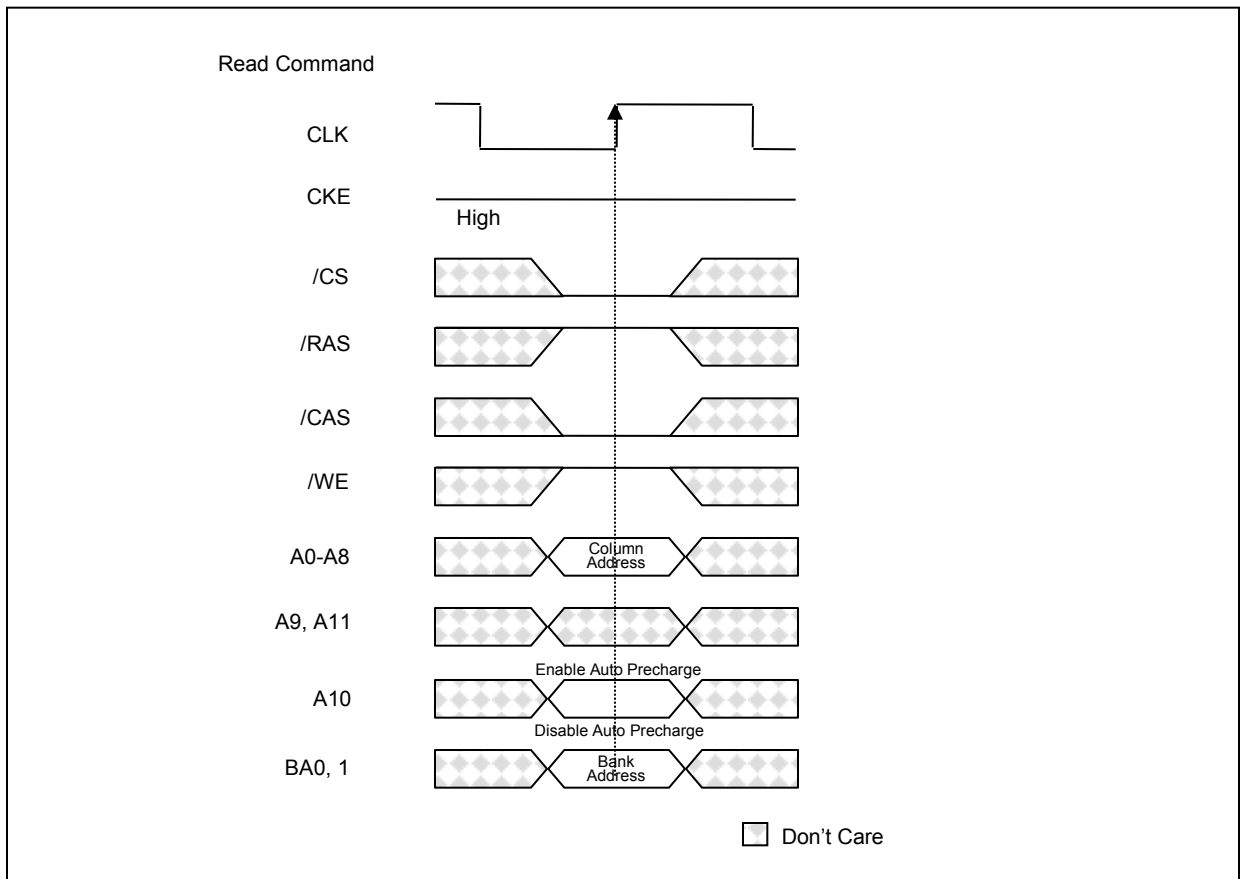 Read Command
CLK
CKE
High
/CS
/RAS
/CAS
/WE
A0-A8
Column
Address
A9, A11
Enable Auto Precharge
A10
Disable Auto Precharge
BA0, 1
Bank
Address
Don’t Care